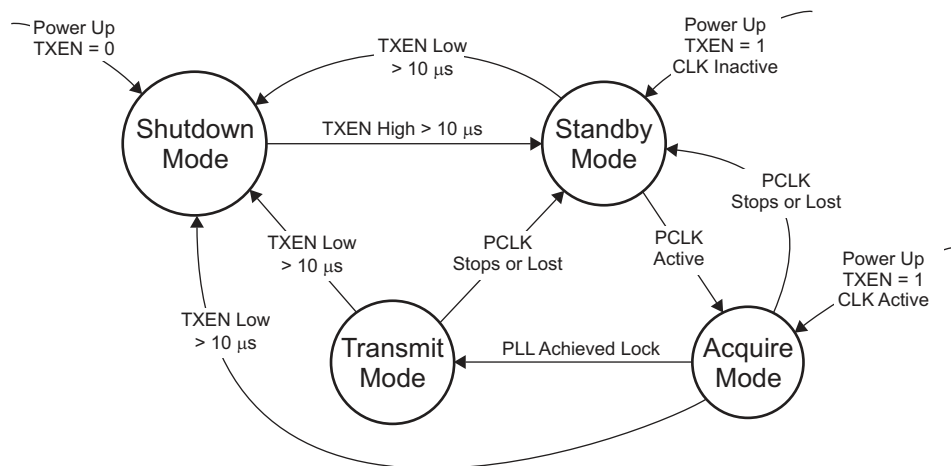 Power Up
TXEN = 0
TXEN Low
> 10 μs
Power Up
TXEN = 1
CLK Inactive
Shutdown
Mode
TXEN High > 10 μs
Standby
Mode
PCLK
Stops or Lost
TXEN Low
> 10 μs
PCLK
Stops or Lost
PCLK
Active
Power Up
TXEN = 1
CLK Active
TXEN Low
> 10 μs
Transmit
Mode
PLL Achieved Lock
Acquire
Mode